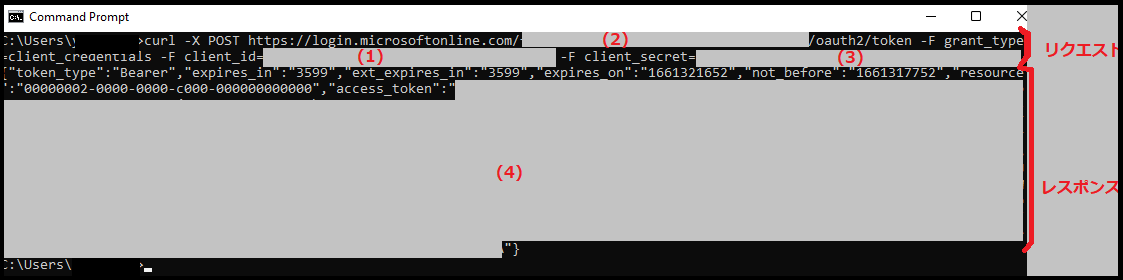 Command Prompt
C:\Users\y >curl -X POST https://login.microsoftonline.com/ (2) /oauth2/token -F grant_type
=client_credentials -F client_id= (1) -F client_secret= (3)
{"token_type":"Bearer","expires_in":"3599","ext_expires_in":"3599","expires_on":"1661321652","not_before":"1661317752","resource
":"00000002-0000-0000-c000-000000000000","access_token":"
(4)
"}
C:\Users\ >
リクエスト
レスポンス